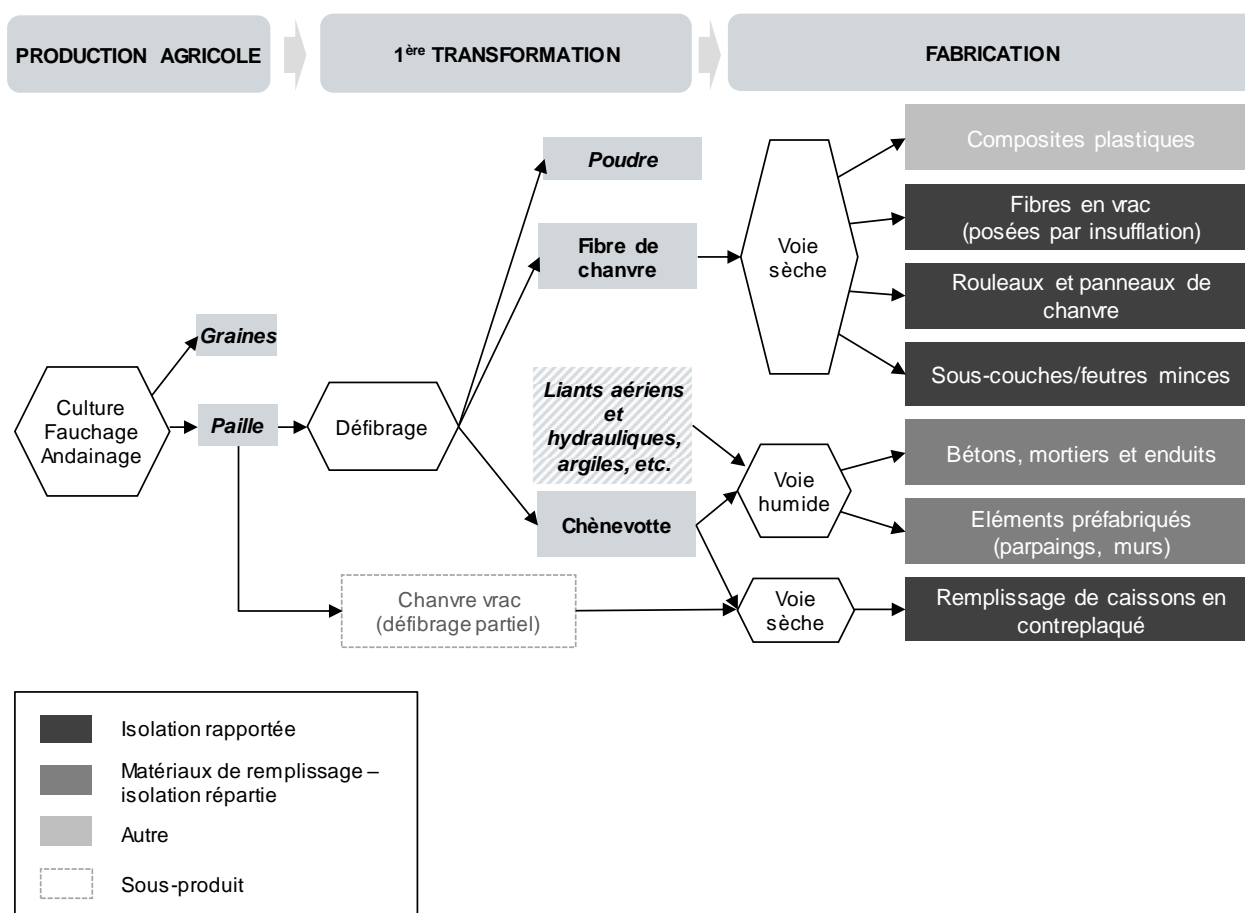 PRODUCTION AGRICOLE
1ère TRANSFORMATION
FABRICATION
Poudre
Fibre de
chanvre
Voie
sèche
Composites plastiques
Fibres en vrac
(posées par insufflation)
Rouleaux et panneaux de
chanvre
Sous-couches/feutres minces
Graines
Culture
Fauchage
Andainage
Paille
Défibrage
Liants aériens
et
hydrauliques,
argiles, etc.
Chènevotte
Voie
humide
Bétons, mortiers et enduits
Eléments préfabriqués
(parpaings, murs)
Chanvre vrac
(défibrage partiel)
Voie
sèche
Remplissage de caissons en
contreplaqué
Isolation rapportée
Matériaux de remplissage –
isolation répartie
Autre
Sous-produit